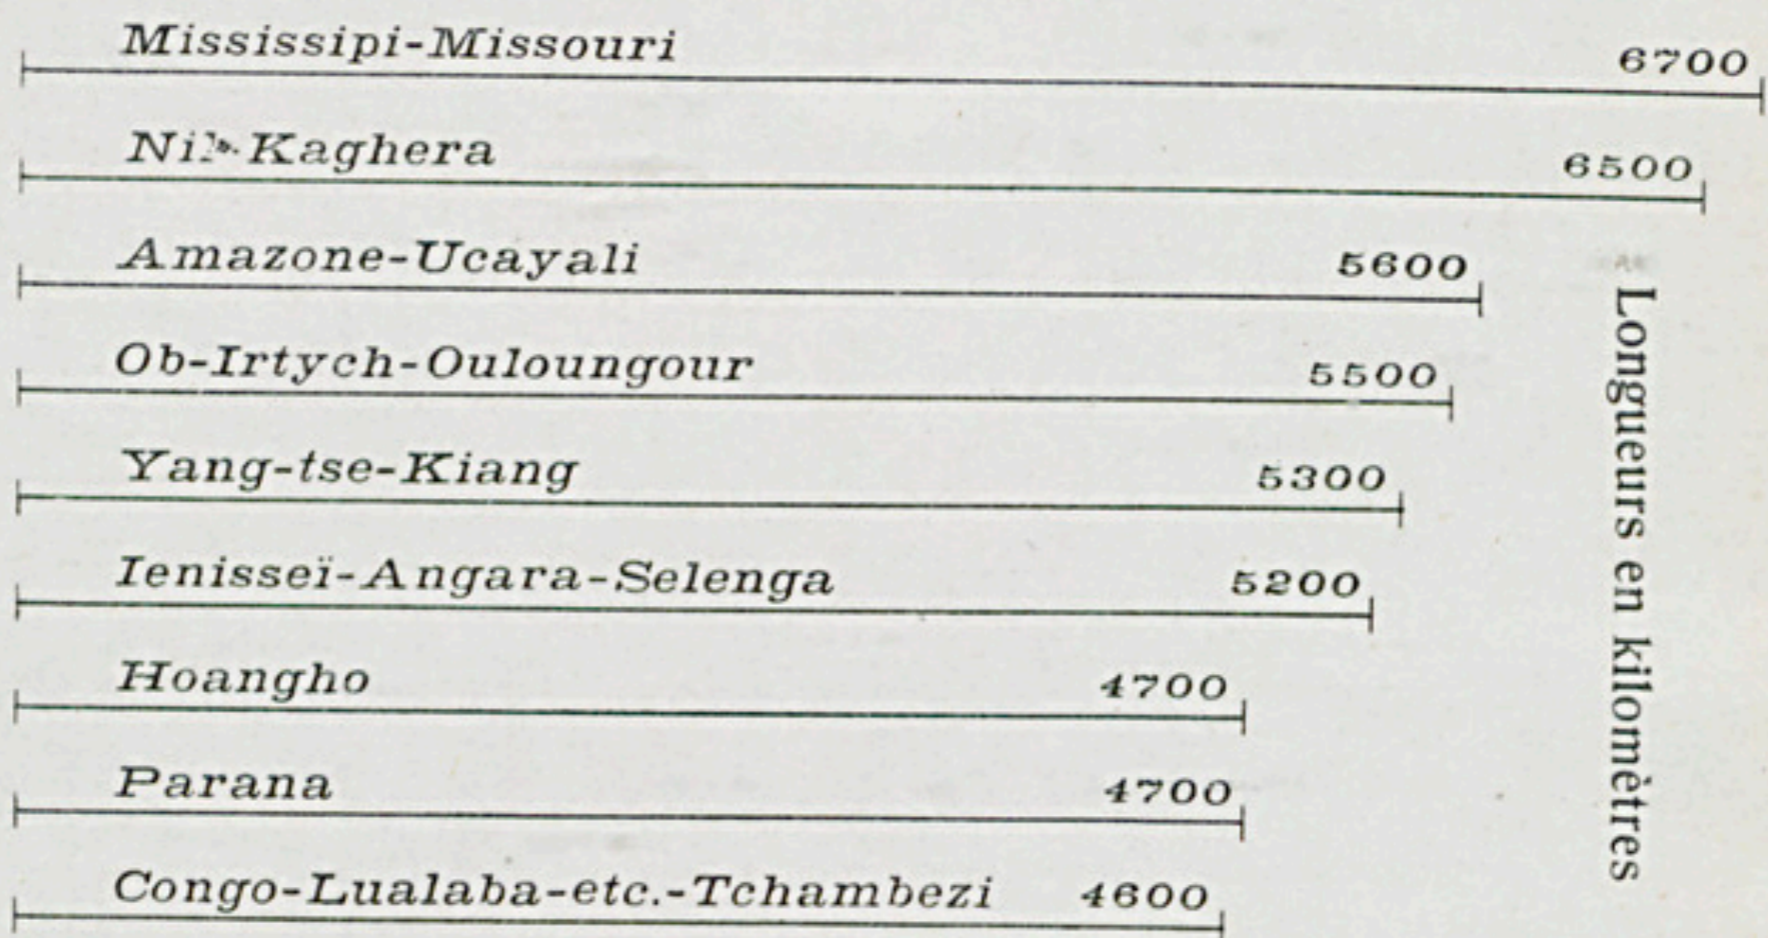 Mississipi-Missouri 6700
Nil-Kaghera 6500
Amazone-Ucayali 5600
Ob-Irtych-Ouloungour 5500
Yang-tse-Kiang 5300
Ienisseï-Angara-Selenga 5200
Hoangho 4700
Parana 4700
Congo-Lualaba-etc.-Tchambezi 4600
Longueurs en kilomètres